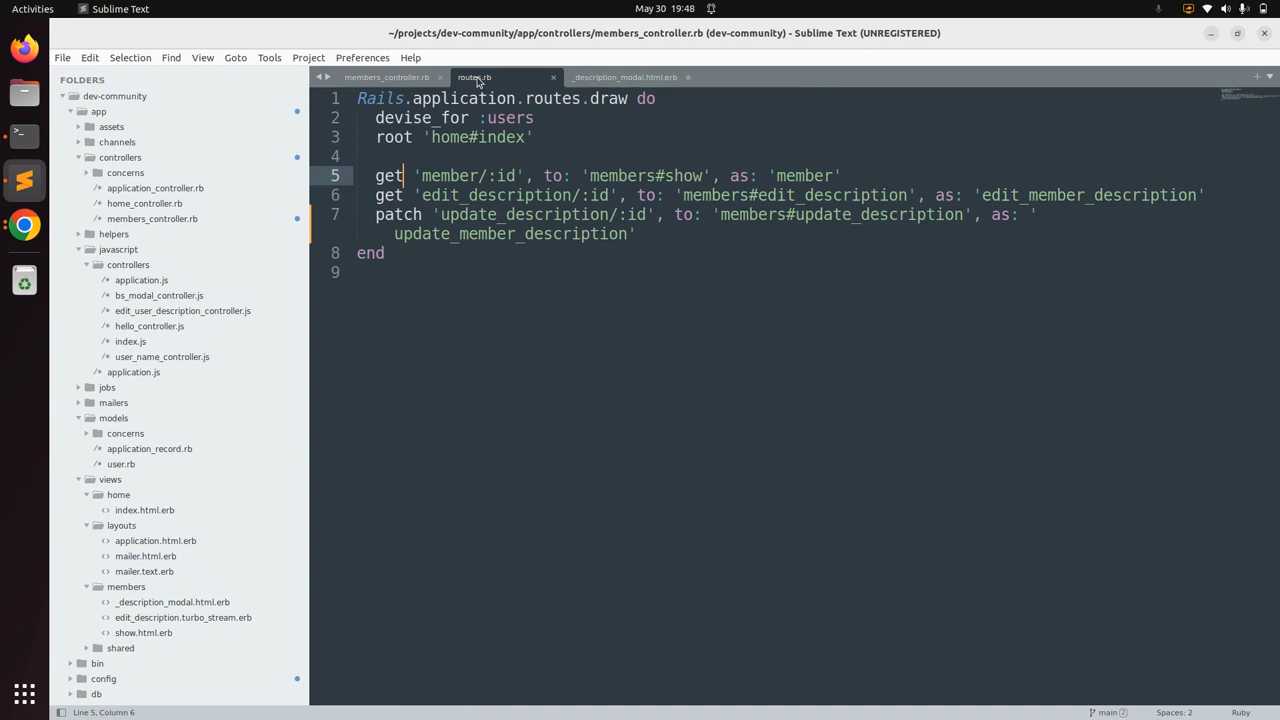 Activities
Sublime Text
May 30 19:48
~/projects/dev-community/app/controllers/members_controller.rb (dev-community) - Sublime Text (UNREGISTERED)
File Edit Selection Find View Goto Tools Project Preferences Help
FOLDERS
dev-community
app
assets
channels
controllers
concerns
application_controller.rb
home_controller.rb
members_controller.rb
helpers
javascript
controllers
application.js
bs_modal_controller.js
edit_user_description_controller.js
hello_controller.js
index.js
user_name_controller.js
application.js
jobs
mailers
models
concerns
application_record.rb
user.rb
views
home
index.html.erb
layouts
application.html.erb
mailer.html.erb
mailer.text.erb
members
_description_modal.html.erb
edit_description.turbo_stream.erb
show.html.erb
shared
bin
config
db
members_controller.rb
routes.rb
_description_modal.html.erb
1 Rails.application.routes.draw do
2 devise_for :users
3 root 'home#index'
4
5 get 'member/:id', to: 'members#show', as: 'member'
6 get 'edit_description/:id', to: 'members#edit_description', as: 'edit_member_description'
7 patch 'update_description/:id', to: 'members#update_description', as: '
update_member_description'
8 end
9
Line 5, Column 6
main 2
Spaces: 2
Ruby